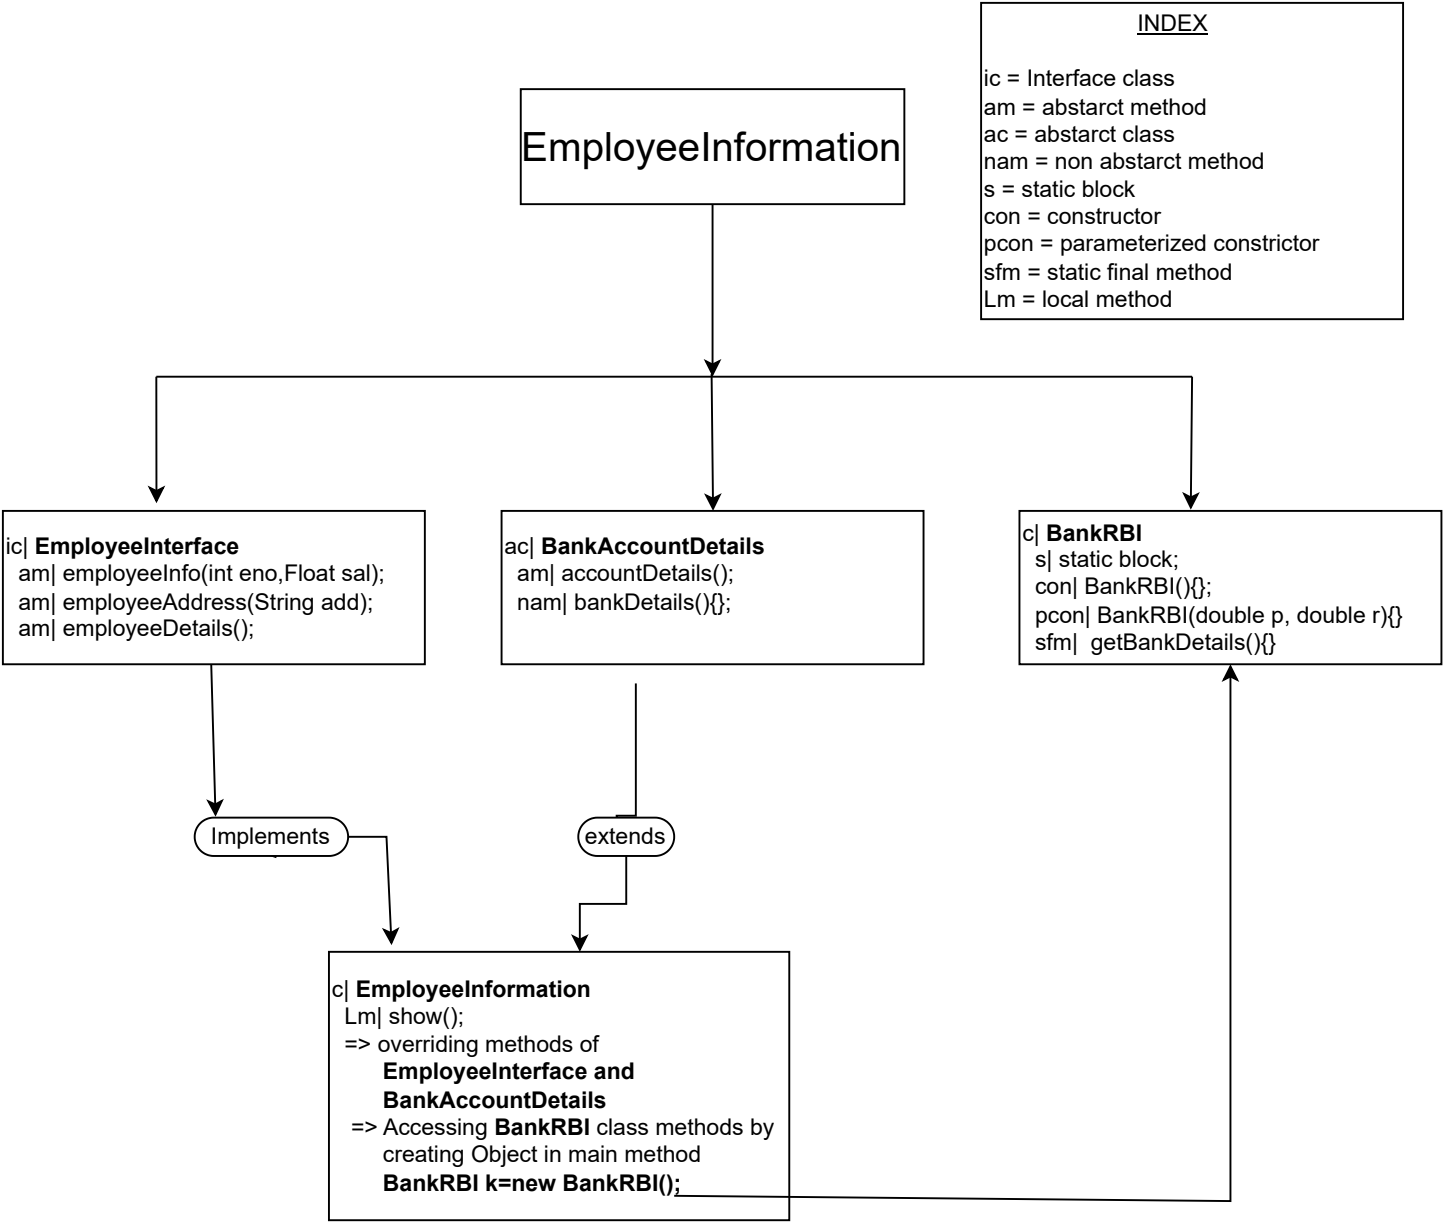 INDEX
ic = Interface class
am = abstarct method
ac = abstarct class
nam = non abstarct method
s = static block
con = constructor
pcon = parameterized constrictor
sfm = static final method
Lm = local method
EmployeeInformation
ic| EmployeeInterface
am| employeeInfo(int eno,Float sal);
am| employeeAddress(String add);
am| employeeDetails();
ac| BankAccountDetails
am| accountDetails();
nam| bankDetails(){};
c| BankRBI
s| static block;
con| BankRBI(){};
pcon| BankRBI(double p, double r){}
sfm|  getBankDetails(){}
Implements
extends
c| EmployeeInformation
Lm| show();
=> overriding methods of
EmployeeInterface and
BankAccountDetails
=> Accessing BankRBI class methods by
creating Object in main method
BankRBI k=new BankRBI();